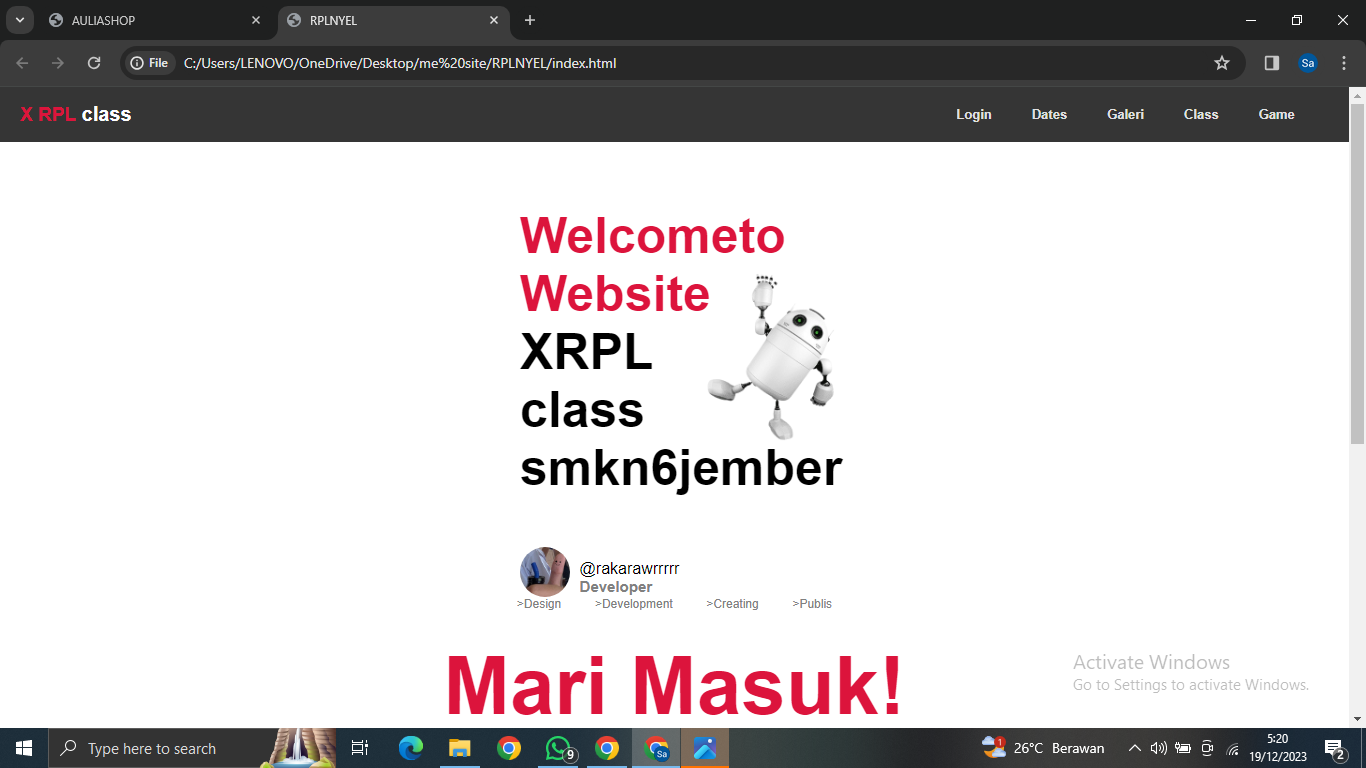 AULIASHOP
RPLNYEL
File
C:/Users/LENOVO/OneDrive/Desktop/me%20site/RPLNYEL/index.html
Sa
X RPL class
Login
Dates
Galeri
Class
Game
Welcometo
Website
XRPL
class
smkn6jember
@rakarawrrrrr
Developer
>Design
>Development
>Creating
>Publis
Mari Masuk!
Activate Windows
Go to Settings to activate Windows.
Type here to search
9
Sa
1
26°C Berawan
5:20
19/12/2023
2